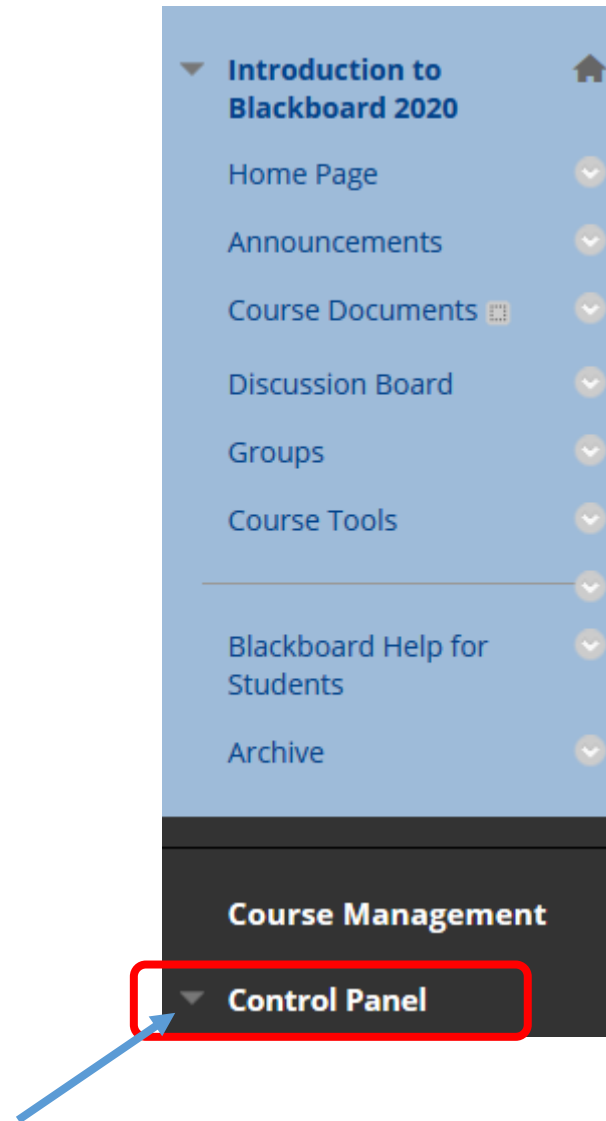 Introduction to
Blackboard 2020
Home Page
Announcements
Course Documents
Discussion Board
Groups
Course Tools
Blackboard Help for
Students
Archive
Course Management
Control Panel